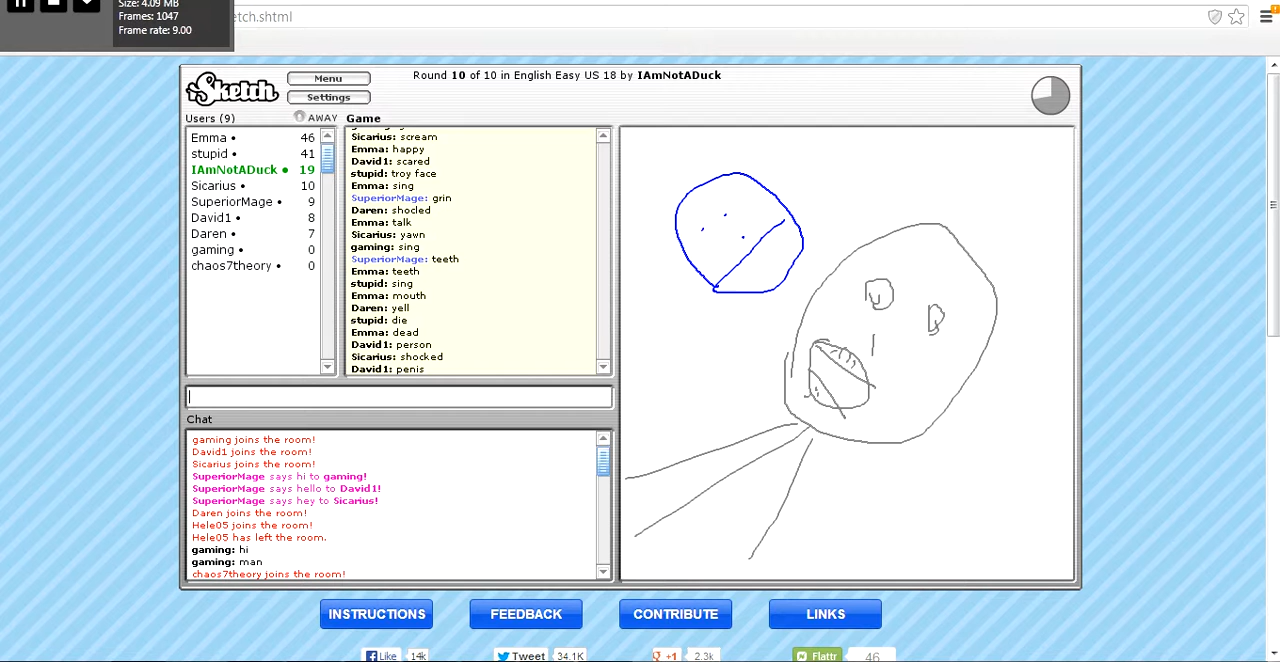 Size: 4.09 MB
Frames: 1047
Frame rate: 9.00
etch.shtml
iSketch
Menu
Settings
Round 10 of 10 in English Easy US 18 by IAmNotADuck
Users (9)
AWAY
Game
Emma • 46
stupid • 41
IAmNotADuck • 19
Sicarius • 10
SuperiorMage • 9
David1 • 8
Daren • 7
gaming • 0
chaos7theory • 0
Sicarius: scream
Emma: happy
David1: scared
stupid: troy face
Emma: sing
SuperiorMage: grin
Daren: shocled
Emma: talk
Sicarius: yawn
gaming: sing
SuperiorMage: teeth
Emma: teeth
stupid: sing
Emma: mouth
Daren: yell
stupid: die
Emma: dead
David1: person
Sicarius: shocked
David1: penis
Chat
gaming joins the room!
David1 joins the room!
Sicarius joins the room!
SuperiorMage says hi to gaming!
SuperiorMage says hello to David1!
SuperiorMage says hey to Sicarius!
Daren joins the room!
Hele05 joins the room!
Hele05 has left the room.
gaming: hi
gaming: man
chaos7theory joins the room!
INSTRUCTIONS
FEEDBACK
CONTRIBUTE
LINKS
Like 14k
Tweet 34.1K
+1 2.3k
Flattr 46